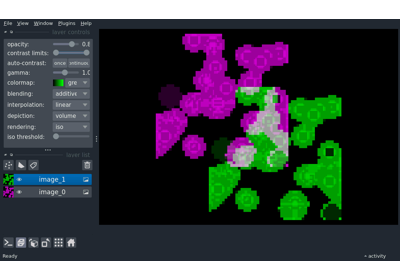 File View Window Plugins Help
layer controls
opacity: 0.8
contrast limits:
auto-contrast: once
gamma: 1.0
colormap: gre
blending: additive
interpolation: linear
depiction: volume
rendering: iso
iso threshold:
layer list
image_1
image_0
Ready
activity